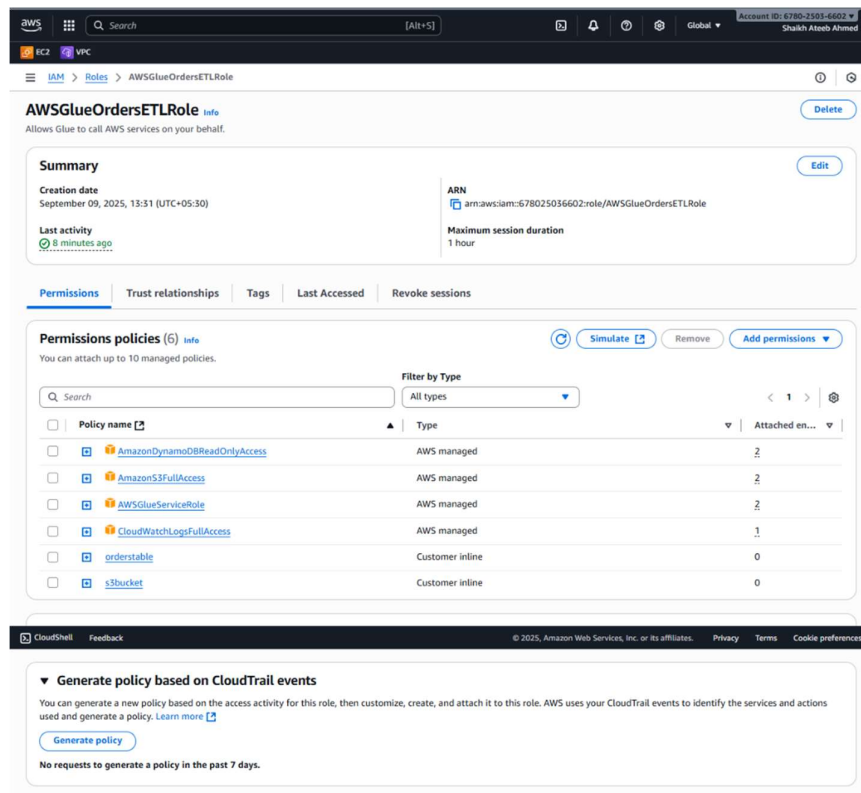 aws
Search
[Alt+S]
Global
Account ID: 6780-2503-6602
Shaikh Ateeb Ahmed
EC2 VPC
IAM > Roles > AWSGlueOrdersETLRole
AWSGlueOrdersETLRole Info
Delete
Allows Glue to call AWS services on your behalf.
Summary
Edit
Creation date
September 09, 2025, 13:31 (UTC+05:30)
ARN
arn:aws:iam::678025036602:role/AWSGlueOrdersETLRole
Last activity
8 minutes ago
Maximum session duration
1 hour
Permissions Trust relationships Tags Last Accessed Revoke sessions
Permissions policies (6) Info
Simulate Remove Add permissions
You can attach up to 10 managed policies.
Filter by Type
Search
All types
< 1 >
Policy name Type Attached en...
AmazonDynamoDBReadOnlyAccess AWS managed 2
AmazonS3FullAccess AWS managed 2
AWSGlueServiceRole AWS managed 2
CloudWatchLogsFullAccess AWS managed 1
orderstable Customer inline 0
s3bucket Customer inline 0
CloudShell Feedback © 2025, Amazon Web Services, Inc. or its affiliates. Privacy Terms Cookie preferences
Generate policy based on CloudTrail events
You can generate a new policy based on the access activity for this role, then customize, create, and attach it to this role. AWS uses your CloudTrail events to identify the services and actions
used and generate a policy. Learn more
Generate policy
No requests to generate a policy in the past 7 days.